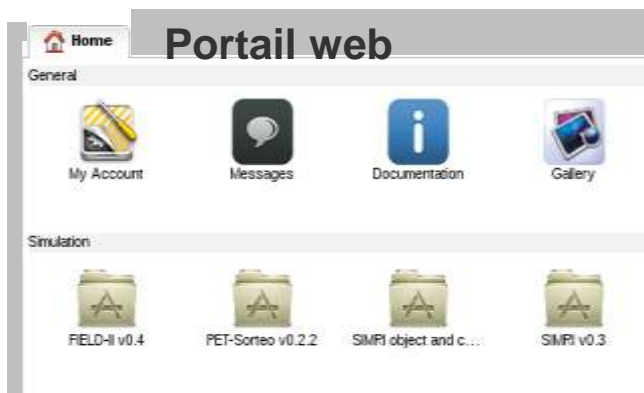 Home
Portail web
General
My Account
Messages
Documentation
Gallery
Simulation
FIELD-II v0.4
PET-Sorteo v0.2.2
SIMRI object and c...
SIMRI v0.3